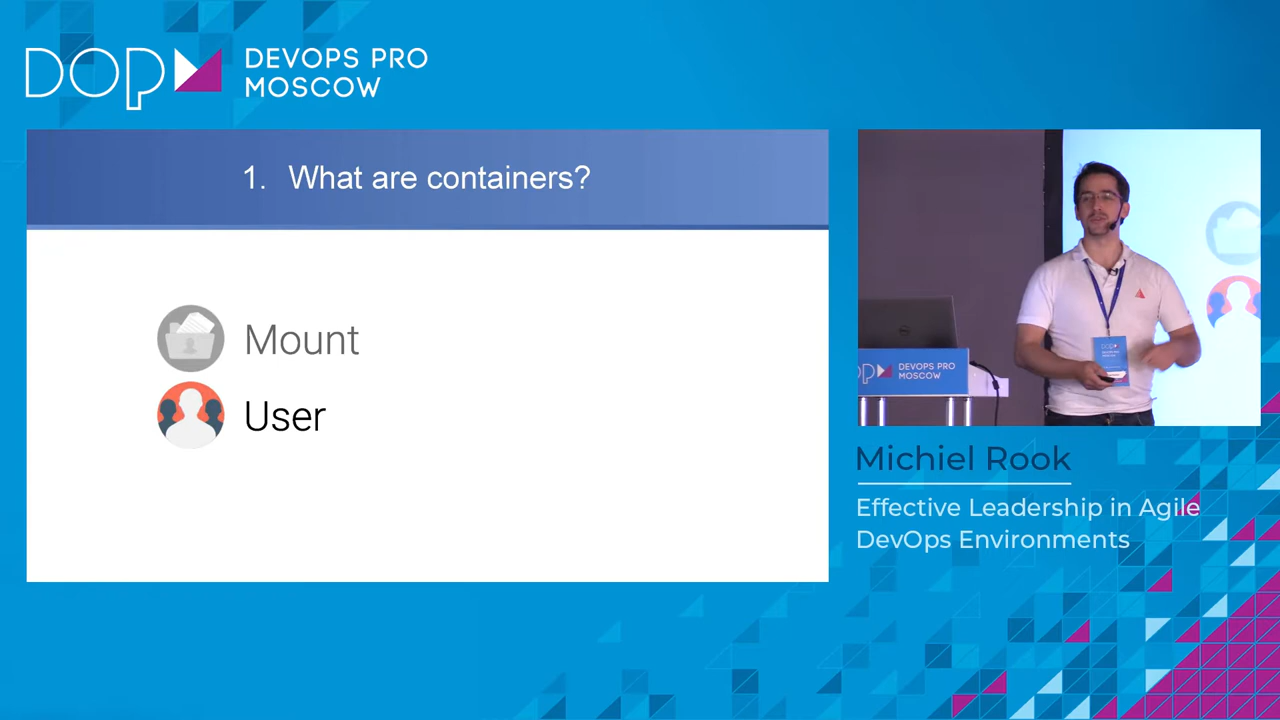 DOP
DEVOPS PRO
MOSCOW
1. What are containers?
Mount
User
DEVOPS PRO
MOSCOW
Michiel Rook
Effective Leadership in Agile
DevOps Environments